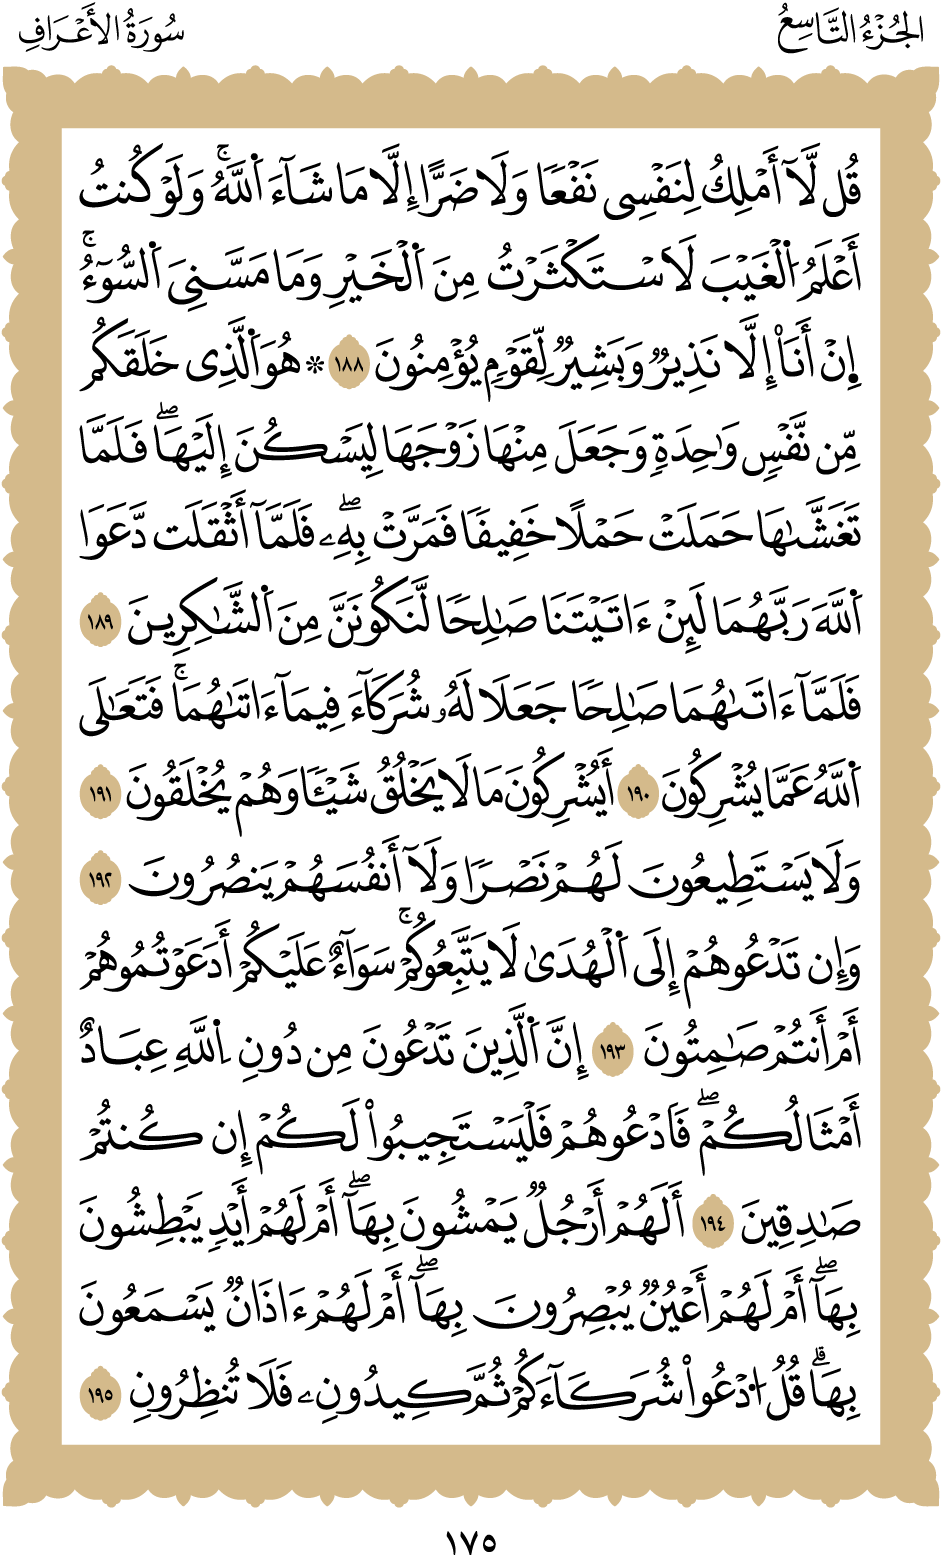 الجُزْءُ التَّاسِعُ
سُورَةُ الأَعْرَافِ
قُل لَّآ أَمْلِكُ لِنَفْسِى نَفْعًا وَلَا ضَرًّا إِلَّا مَا شَآءَ ٱللَّهُۚ وَلَوْ كُنتُ
أَعْلَمُ ٱلْغَيْبَ لَاسْتَكْثَرْتُ مِنَ ٱلْخَيْرِ وَمَا مَسَّنِىَ ٱلسُّوٓءُۚ
إِنْ أَنَا۠ إِلَّا نَذِيرٌ وَبَشِيرٌ لِّقَوْمٍ يُؤْمِنُونَ ١٨٨ ۞ هُوَ ٱلَّذِى خَلَقَكُم
مِّن نَّفْسٍ وَٰحِدَةٍ وَجَعَلَ مِنْهَا زَوْجَهَا لِيَسْكُنَ إِلَيْهَاۖ فَلَمَّا
تَغَشَّىٰهَا حَمَلَتْ حَمْلًا خَفِيفًا فَمَرَّتْ بِهِۦۖ فَلَمَّآ أَثْقَلَت دَّعَوَا
ٱللَّهَ رَبَّهُمَا لَئِنْ ءَاتَيْتَنَا صَٰلِحًا لَّنَكُونَنَّ مِنَ ٱلشَّٰكِرِينَ ١٨٩
فَلَمَّآ ءَاتَىٰهُمَا صَٰلِحًا جَعَلَا لَهُۥ شُرَكَآءَ فِيمَآ ءَاتَىٰهُمَاۚ فَتَعَٰلَى
ٱللَّهُ عَمَّا يُشْرِكُونَ ١٩٠ أَيُشْرِكُونَ مَا لَا يَخْلُقُ شَيْـًٔا وَهُمْ يُخْلَقُونَ ١٩١
وَلَا يَسْتَطِيعُونَ لَهُمْ نَصْرًا وَلَآ أَنفُسَهُمْ يَنصُرُونَ ١٩٢
وَإِن تَدْعُوهُمْ إِلَى ٱلْهُدَىٰ لَا يَتَّبِعُوكُمْۚ سَوَآءٌ عَلَيْكُمْ أَدَعَوْتُمُوهُمْ
أَمْ أَنتُمْ صَٰمِتُونَ ١٩٣ إِنَّ ٱلَّذِينَ تَدْعُونَ مِن دُونِ ٱللَّهِ عِبَادٌ
أَمْثَالُكُمْۖ فَٱدْعُوهُمْ فَلْيَسْتَجِيبُوا۟ لَكُمْ إِن كُنتُمْ
صَٰدِقِينَ ١٩٤ أَلَهُمْ أَرْجُلٌ يَمْشُونَ بِهَآۖ أَمْ لَهُمْ أَيْدٍ يَبْطِشُونَ
بِهَآۖ أَمْ لَهُمْ أَعْيُنٌ يُبْصِرُونَ بِهَآۖ أَمْ لَهُمْ ءَاذَانٌ يَسْمَعُونَ
بِهَاۗ قُلُ ٱدْعُوا۟ شُرَكَآءَكُمْ ثُمَّ كِيدُونِۦ فَلَا تُنظِرُونِ ١٩٥
١٧٥